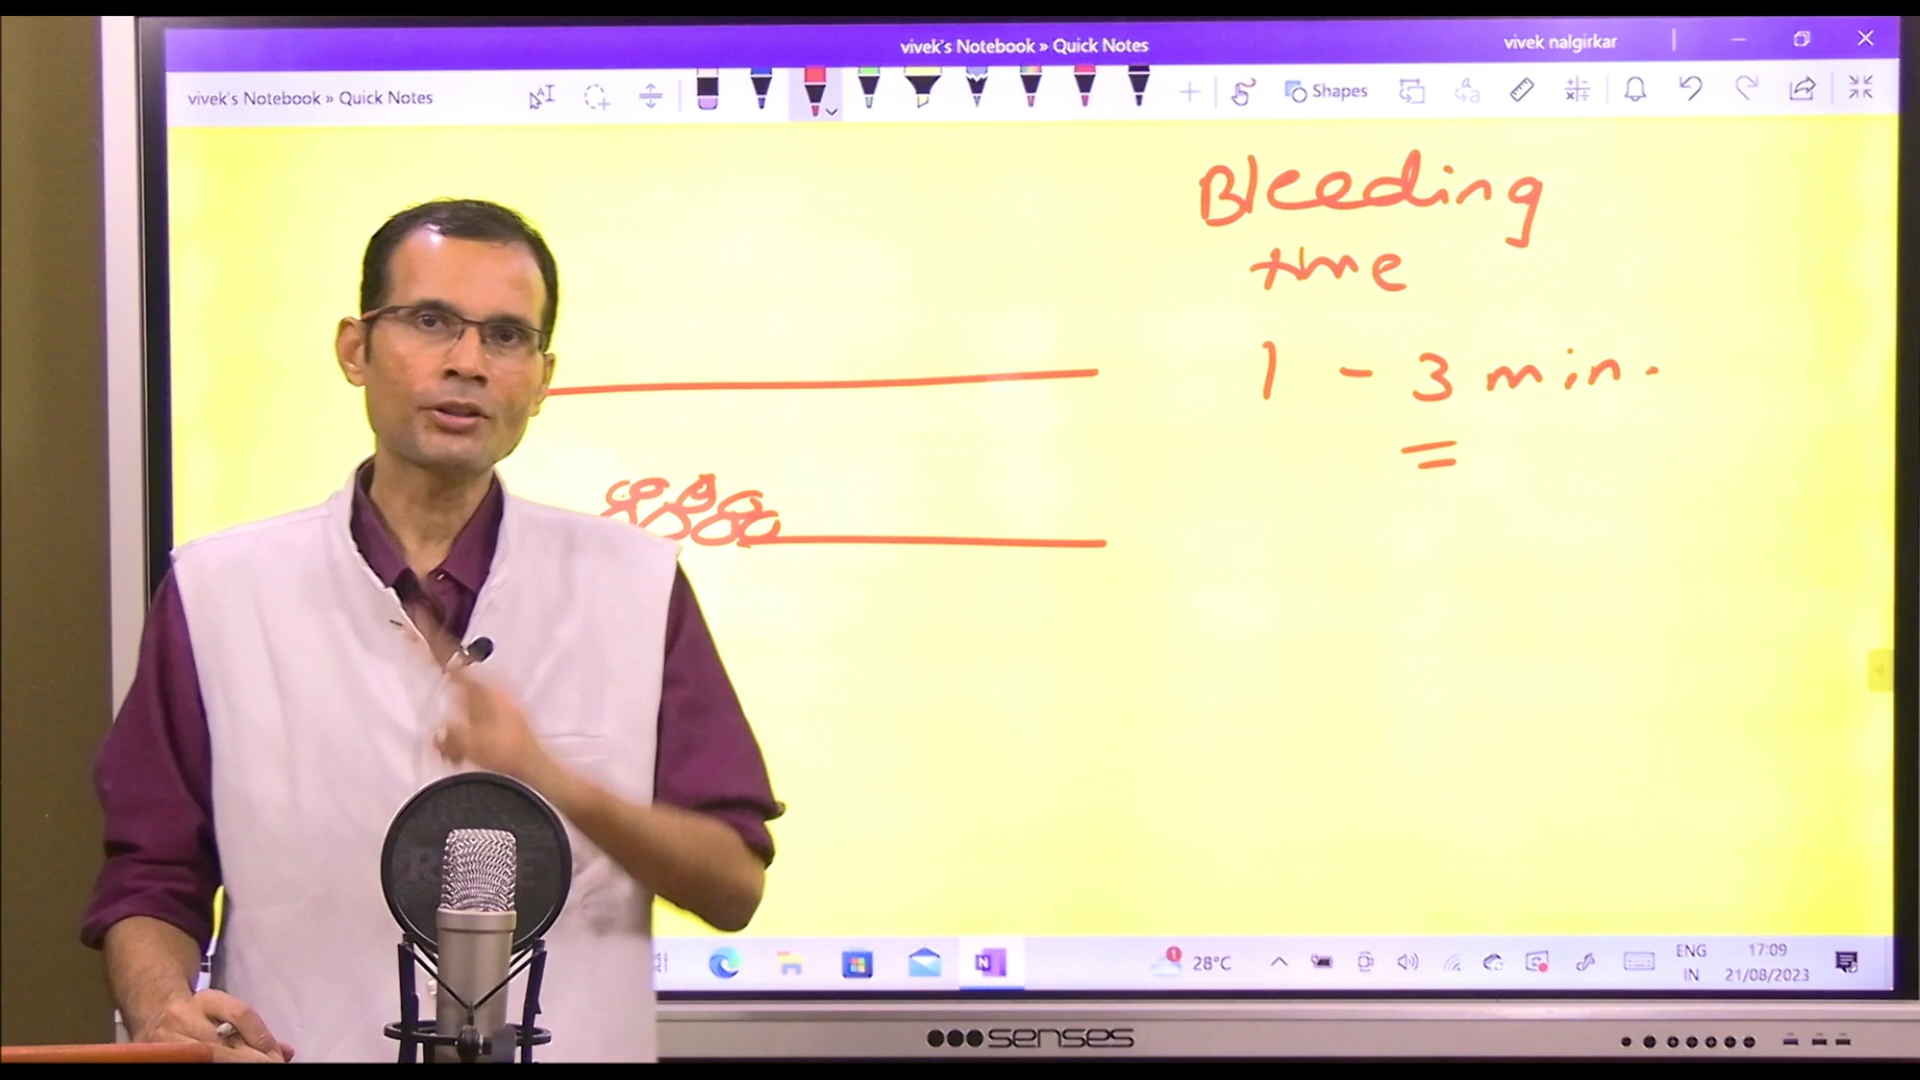 vivek's Notebook » Quick Notes
vivek nalgirkar
vivek's Notebook » Quick Notes
Shapes
Bleeding
time
1 - 3 min.
1
28°C
ENG
IN
17:09
21/08/2023
senses